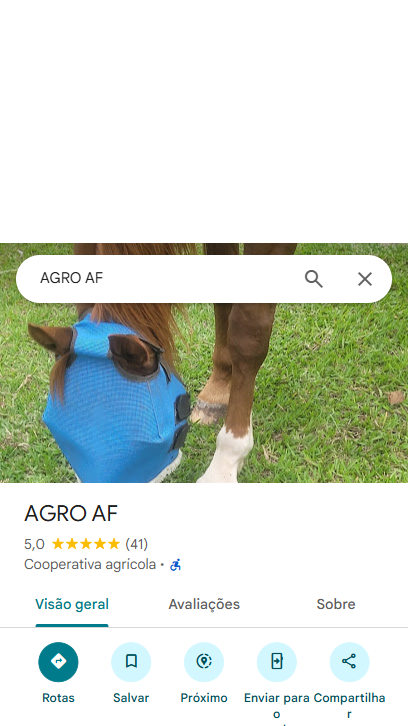 AGRO AF
AGRO AF
5,0 ★★★★★ (41)
Cooperativa agrícola ·
Visão geral Avaliações Sobre
Rotas Salvar Próximo Enviar para o Compartilhar